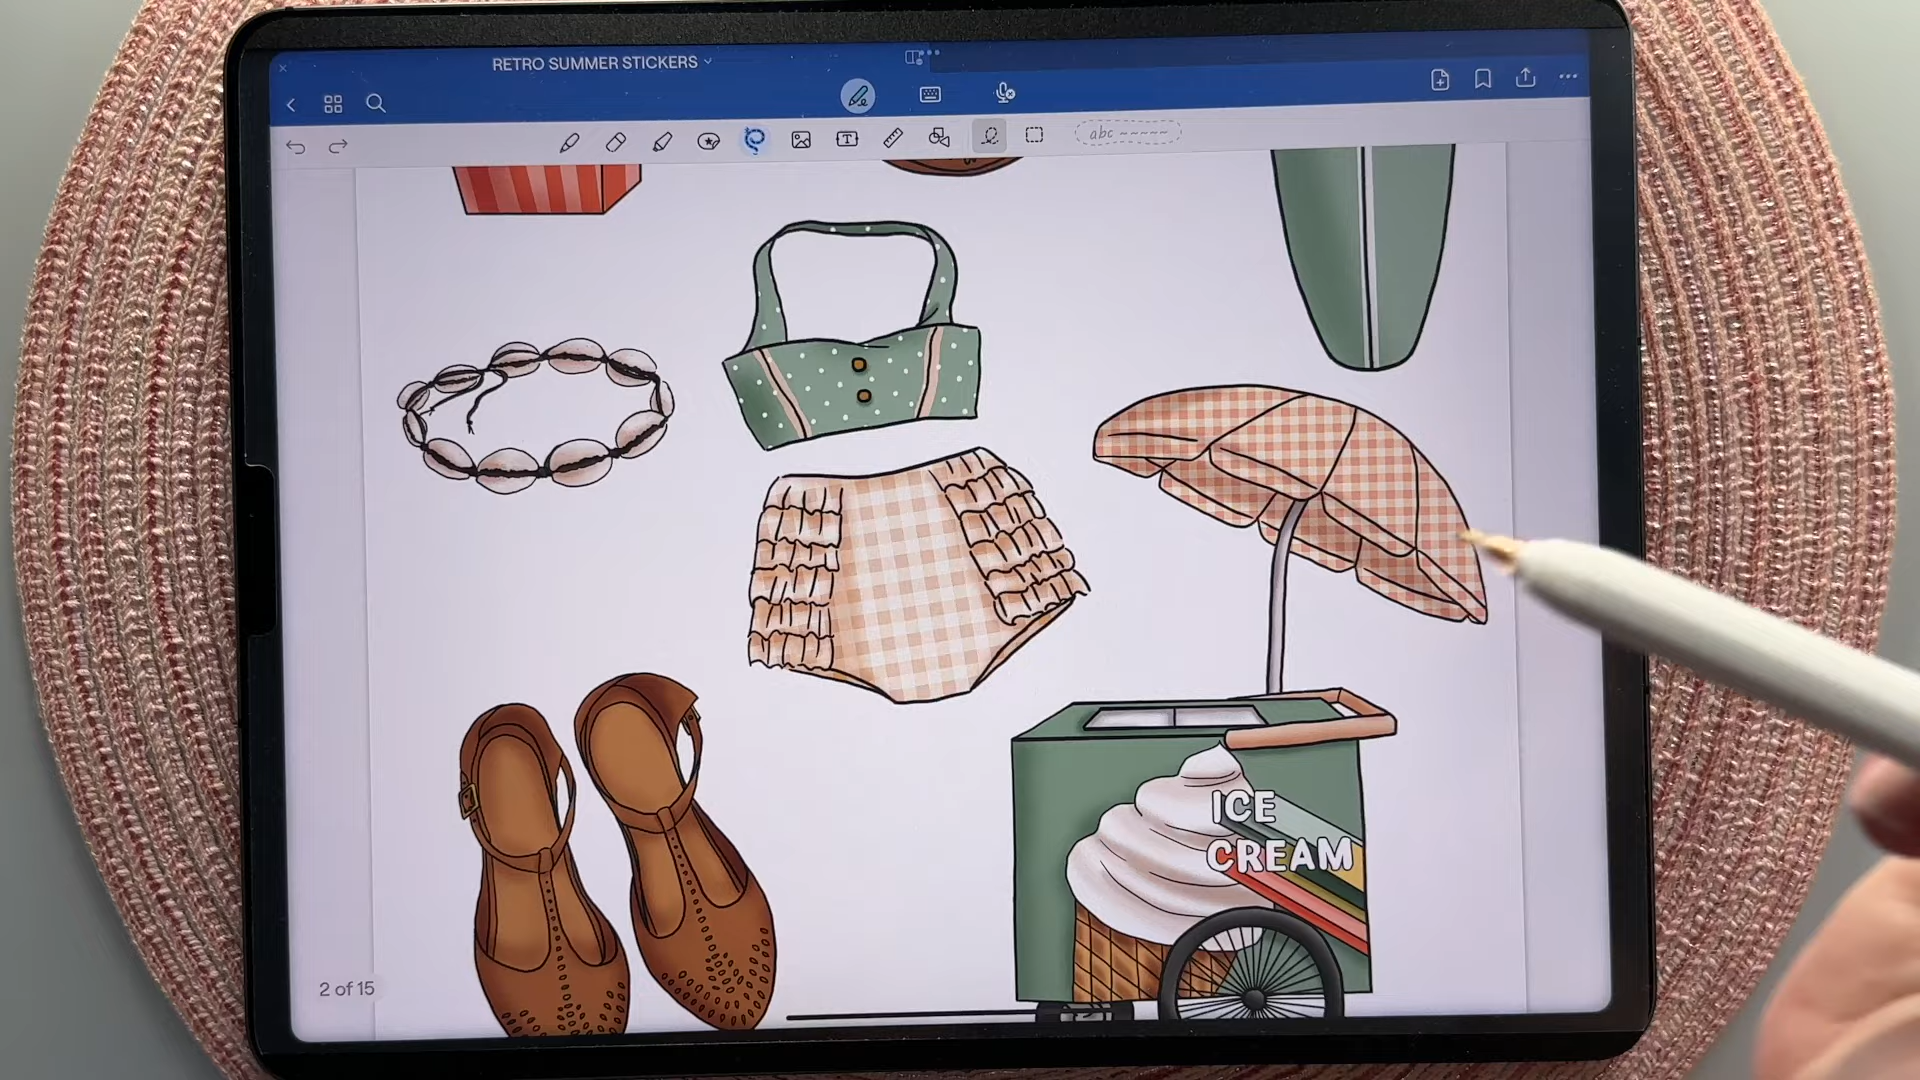 RETRO SUMMER STICKERS
abc
ICE
CREAM
2 of 15